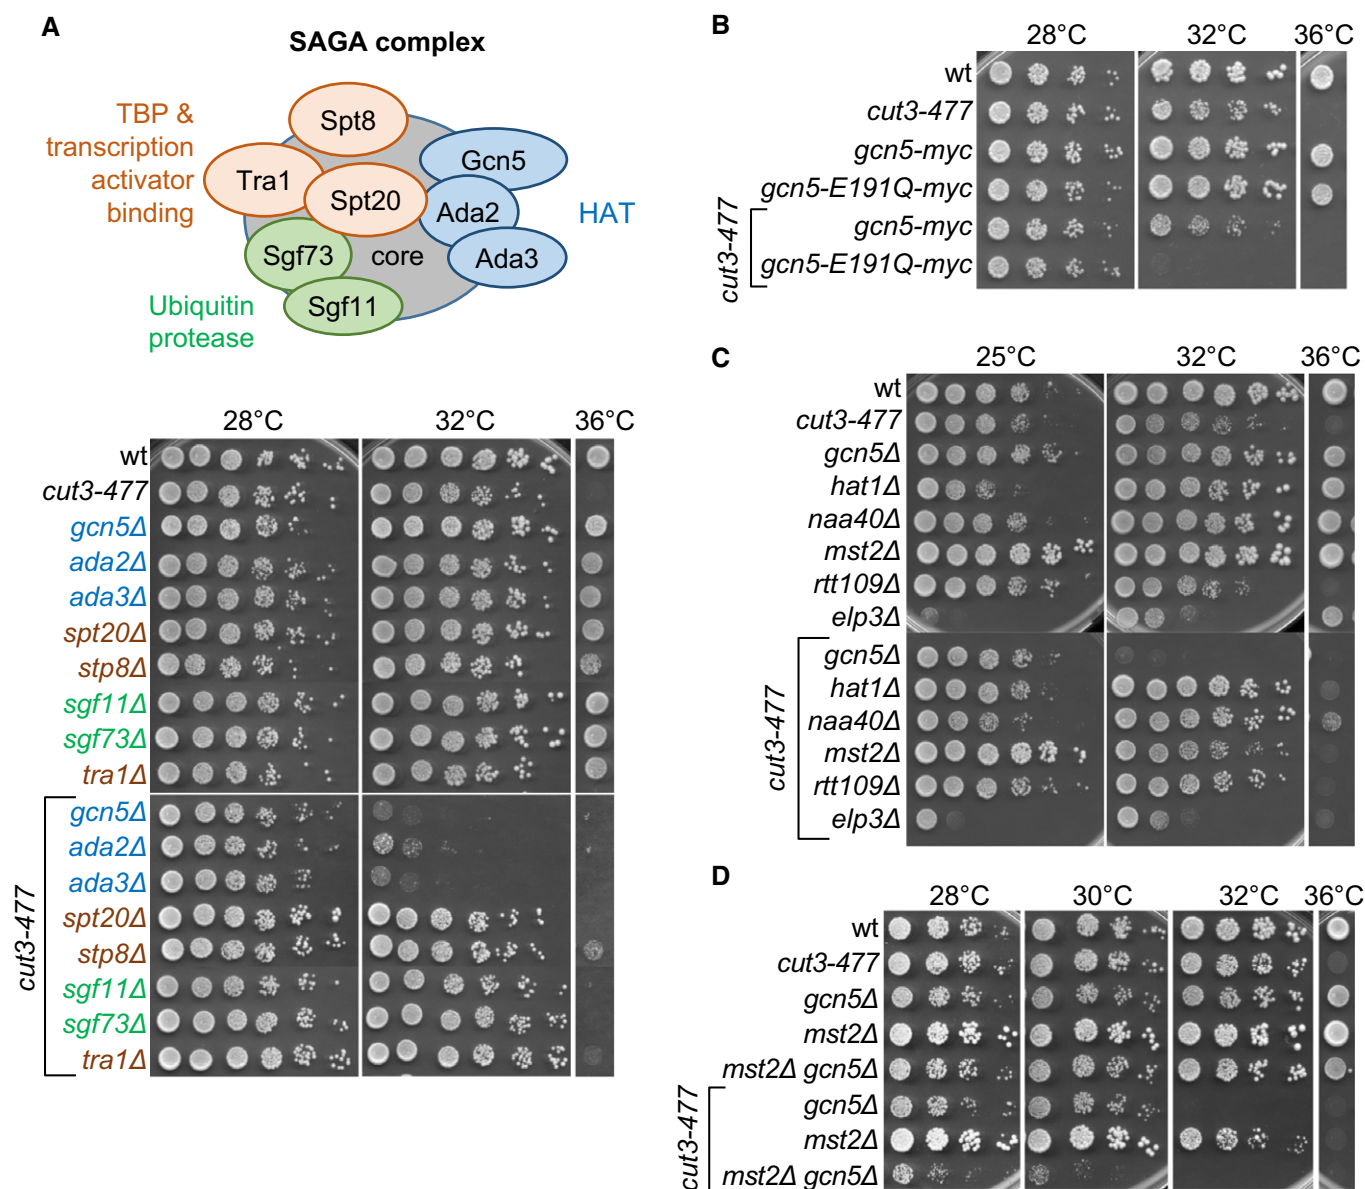 A
SAGA complex
TBP &
transcription
activator
binding
Spt8
Tra1
Spt20
Gcn5
Ada2
Ada3
HAT
Sgf73
core
Sgf11
Ubiquitin
protease
28°C 32°C 36°C
wt
cut3-477
gcn5Δ
ada2Δ
ada3Δ
spt20Δ
stp8Δ
sgf11Δ
sgf73Δ
tra1Δ
cut3-477
gcn5Δ
ada2Δ
ada3Δ
spt20Δ
stp8Δ
sgf11Δ
sgf73Δ
tra1Δ
B
28°C 32°C 36°C
wt
cut3-477
gcn5-myc
gcn5-E191Q-myc
cut3-477
gcn5-myc
gcn5-E191Q-myc
C
25°C 32°C 36°C
wt
cut3-477
gcn5Δ
hat1Δ
naa40Δ
mst2Δ
rtt109Δ
elp3Δ
cut3-477
gcn5Δ
hat1Δ
naa40Δ
mst2Δ
rtt109Δ
elp3Δ
D
28°C 30°C 32°C 36°C
wt
cut3-477
gcn5Δ
mst2Δ
mst2Δ gcn5Δ
cut3-477
gcn5Δ
mst2Δ
mst2Δ gcn5Δ